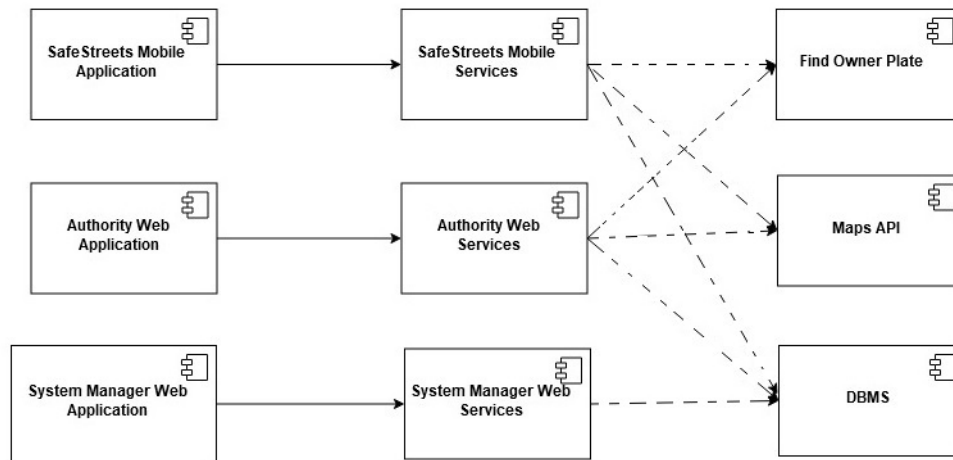 SafeStreets Mobile
Application
SafeStreets Mobile
Services
Find Owner Plate
Authority Web
Application
Authority Web
Services
Maps API
System Manager Web
Application
System Manager Web
Services
DBMS